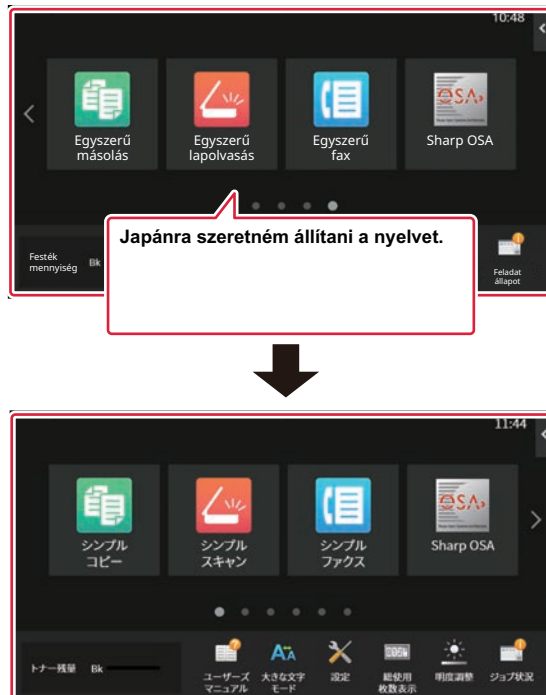 10:48
Egyszerű
másolás
Egyszerű
lapolvasás
Egyszerű
fax
OSA
Sharp OSA
Japánra szeretném állítani a nyelvet.
Festék
mennyiség
Bk
Feladat
állapot
11:44
シンプル
コピー
シンプル
スキャン
シンプル
ファクス
OSA
Sharp OSA
トナー残量
Bk
ユーザーズ
マニュアル
大きな文字
モード
設定
総使用
枚数表示
明度調整
ジョブ状況